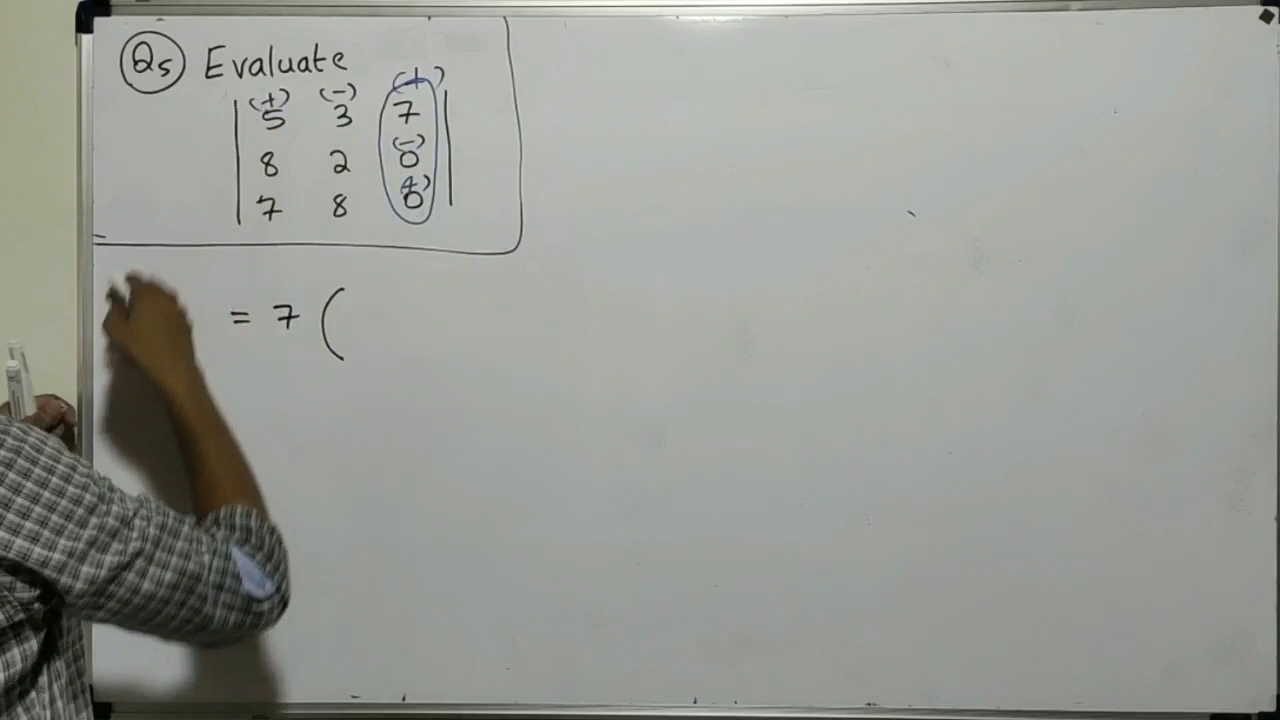 Q5 Evaluate
(+) (-) (+)
| 5 3 7 |
(-)
8 2 0
(+)
7 8 0
= 7 (